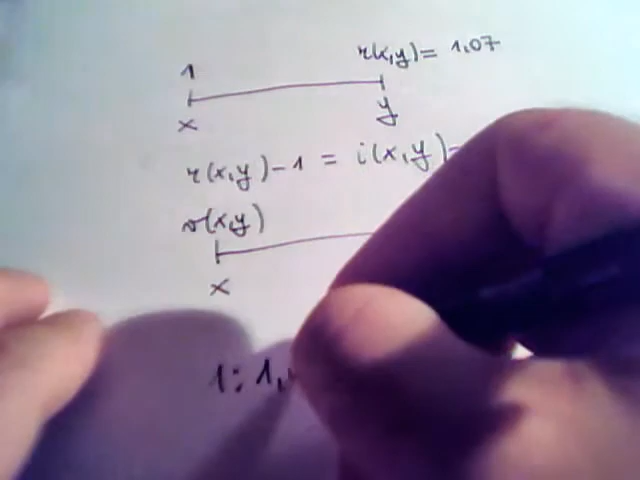 1 r(x,y) = 1.07
x y
r(x,y) - 1 = i(x,y) =
v(x,y)
x
1 : 1,